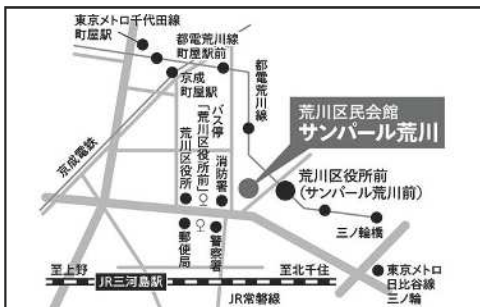 東京メトロ千代田線
町屋駅
都電荒川線
町屋駅前
京成
町屋駅
都電荒川線
荒川区民会館
サンパール荒川
京成電鉄
荒川区役所
バス停
「荒川区役所前」
消防署
荒川区役所前
(サンパール荒川前)
三ノ輪橋
郵便局
警察署
至上野
JR三河島駅
至北千住
JR常磐線
東京メトロ
日比谷線
三ノ輪